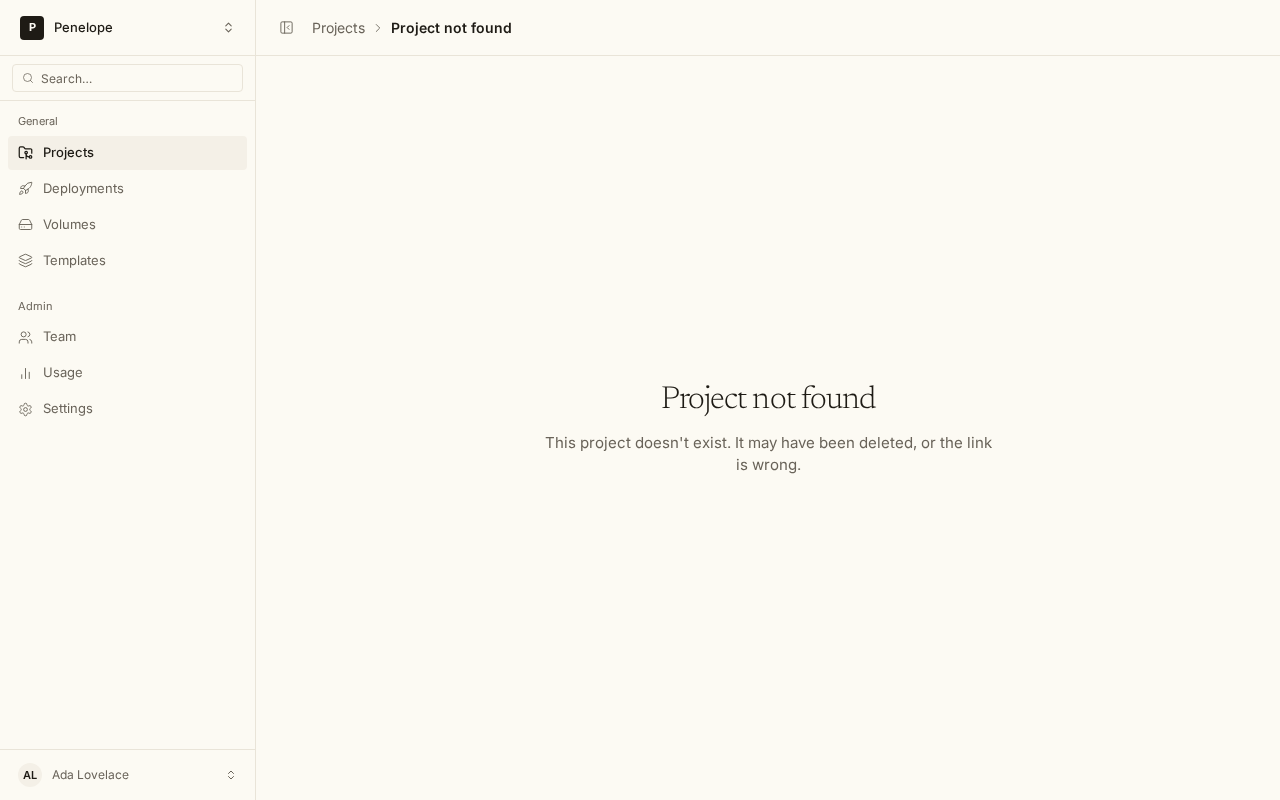 P Penelope
Search...
General
Projects
Deployments
Volumes
Templates
Admin
Team
Usage
Settings
AL Ada Lovelace
Projects > Project not found
Project not found
This project doesn't exist. It may have been deleted, or the link
is wrong.